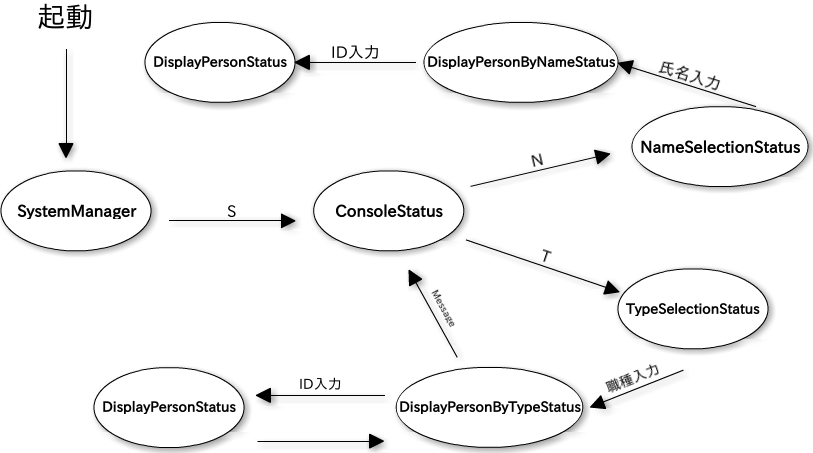 起動
DisplayPersonStatus
ID入力
DisplayPersonByNameStatus
氏名入力
NameSelectionStatus
N
SystemManager
S
ConsoleStatus
T
TypeSelectionStatus
Message
職種入力
DisplayPersonStatus
ID入力
DisplayPersonByTypeStatus